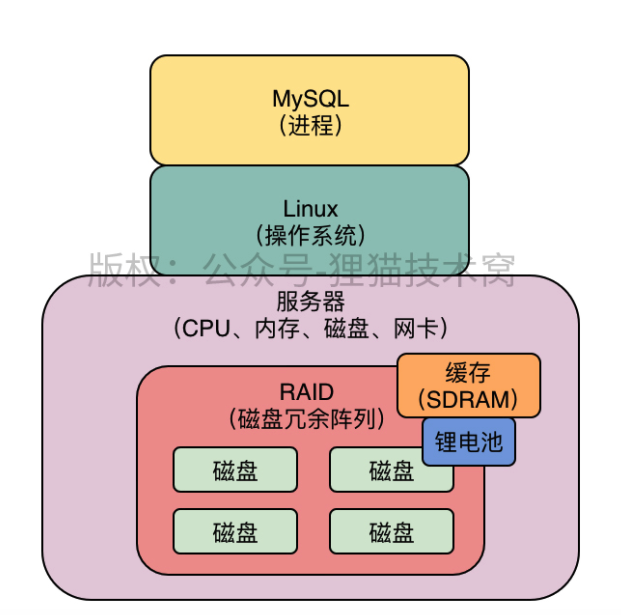 MySQL
（进程）
Linux
（操作系统）
版权：公众号-狸猫技术窝
服务器
（CPU、内存、磁盘、网卡）
缓存
（SDRAM）
RAID
（磁盘冗余阵列）
锂电池
磁盘
磁盘
磁盘
磁盘